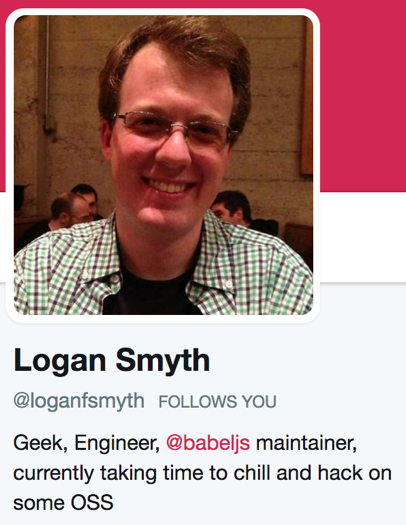 Logan Smyth
@loganfsmyth FOLLOWS YOU
Geek, Engineer, @babeljs maintainer,
currently taking time to chill and hack on
some OSS